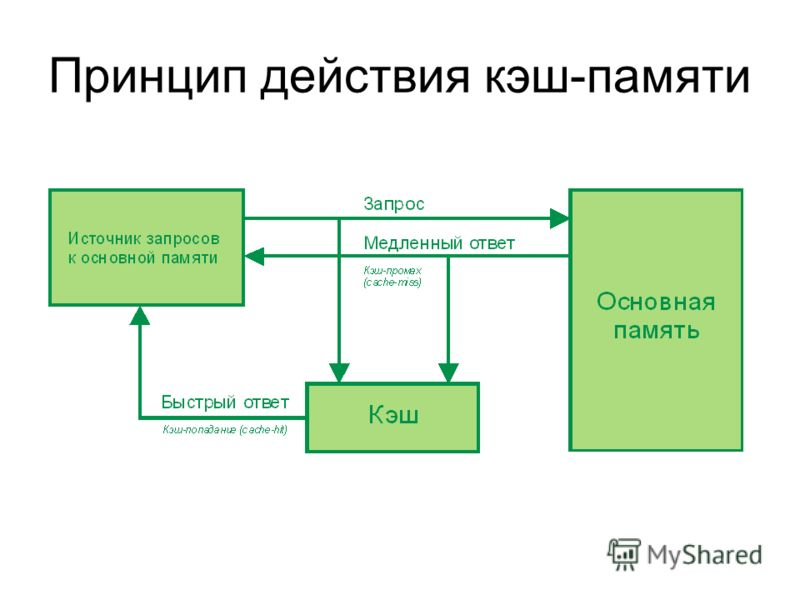 Принцип действия кэш-памяти
Запрос
Источник запросов
к основной памяти
Медленный ответ
Кэш-промах
(cache-miss)
Основная
память
Быстрый ответ
Кэш-попадание (cache-hit)
Кэш
MyShared